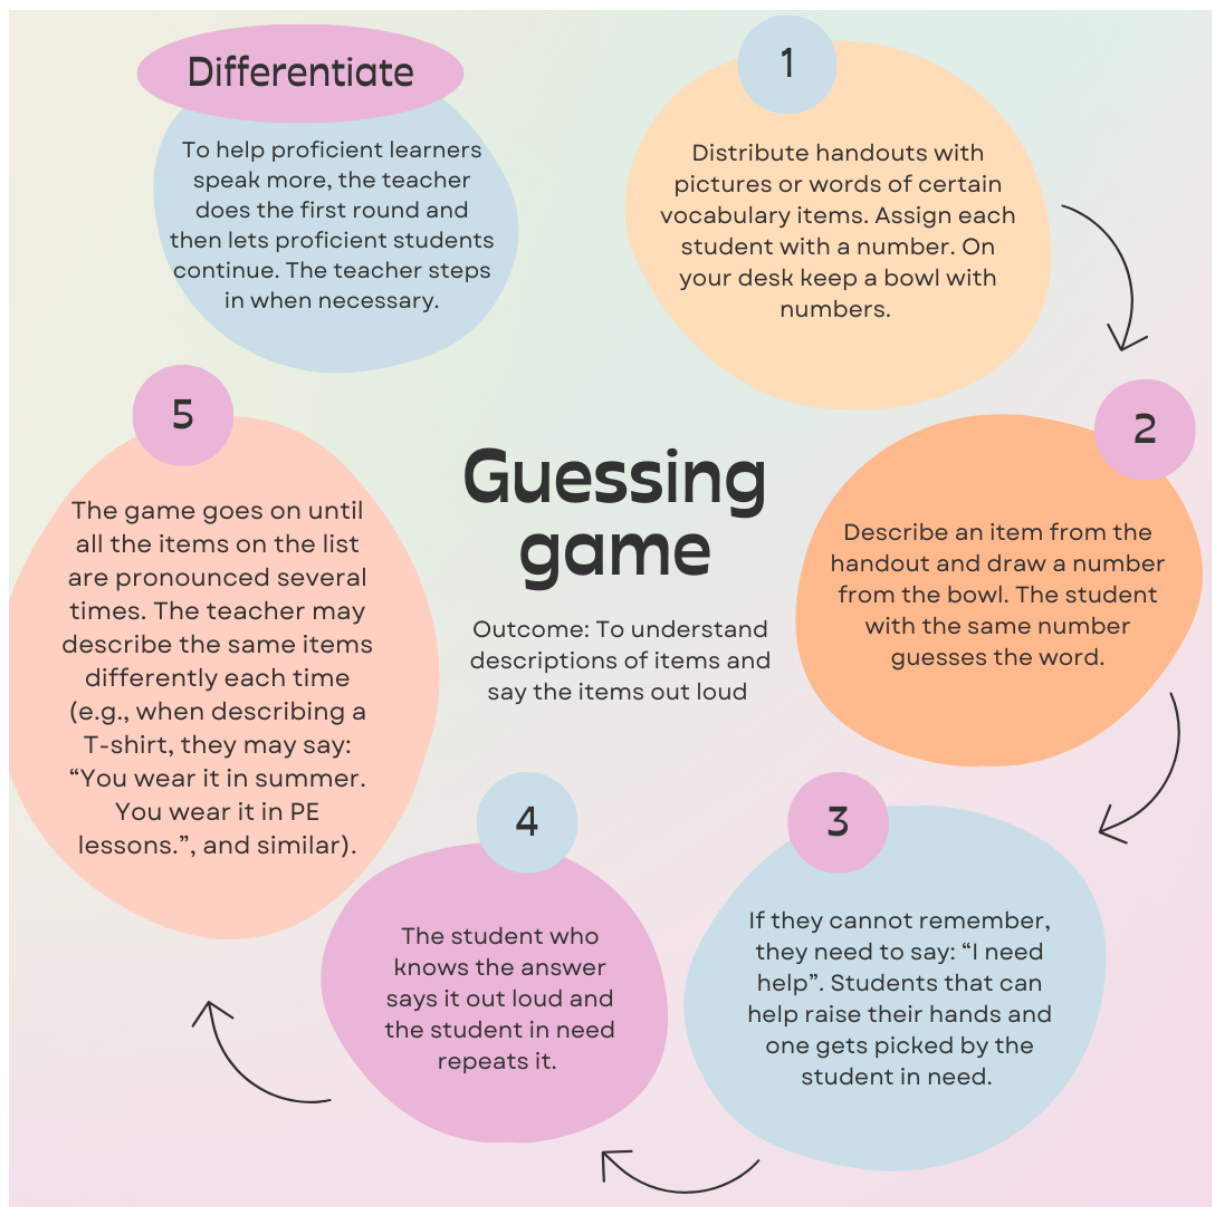 Differentiate
To help proficient learners
speak more, the teacher
does the first round and
then lets proficient students
continue. The teacher steps
in when necessary.
Guessing
game
Outcome: To understand
descriptions of items and
say the items out loud
1
Distribute handouts with
pictures or words of certain
vocabulary items. Assign each
student with a number. On
your desk keep a bowl with
numbers.
2
Describe an item from the
handout and draw a number
from the bowl. The student
with the same number
guesses the word.
3
If they cannot remember,
they need to say: “I need
help”. Students that can
help raise their hands and
one gets picked by the
student in need.
4
The student who
knows the answer
says it out loud and
the student in need
repeats it.
5
The game goes on until
all the items on the list
are pronounced several
times. The teacher may
describe the same items
differently each time
(e.g., when describing a
T-shirt, they may say:
“You wear it in summer.
You wear it in PE
lessons.”, and similar).